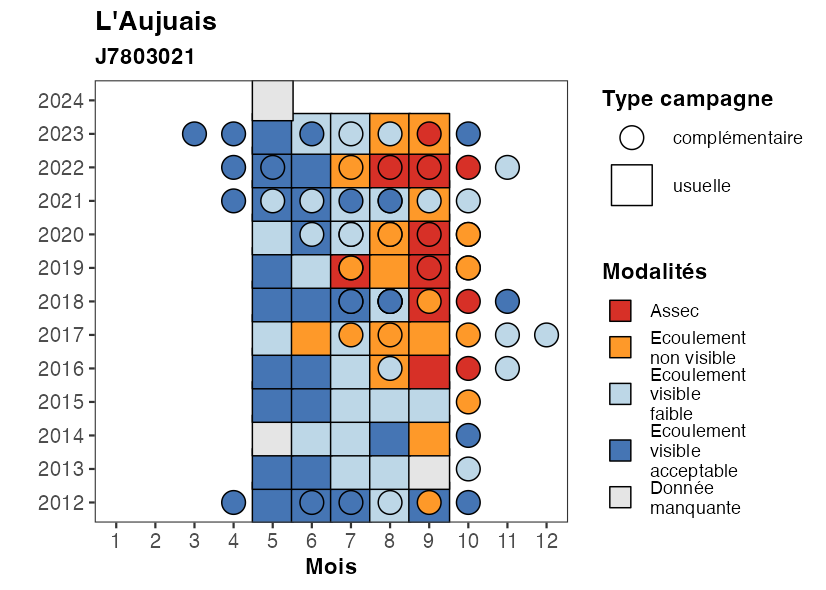 L'Aujuais
J7803021
2024
2023
2022
2021
2020
2019
2018
2017
2016
2015
2014
2013
2012
1 2 3 4 5 6 7 8 9 10 11 12
Mois
Type campagne
complémentaire
usuelle
Modalités
Assec
Ecoulement
non visible
Ecoulement
visible
faible
Ecoulement
visible
acceptable
Donnée
manquante